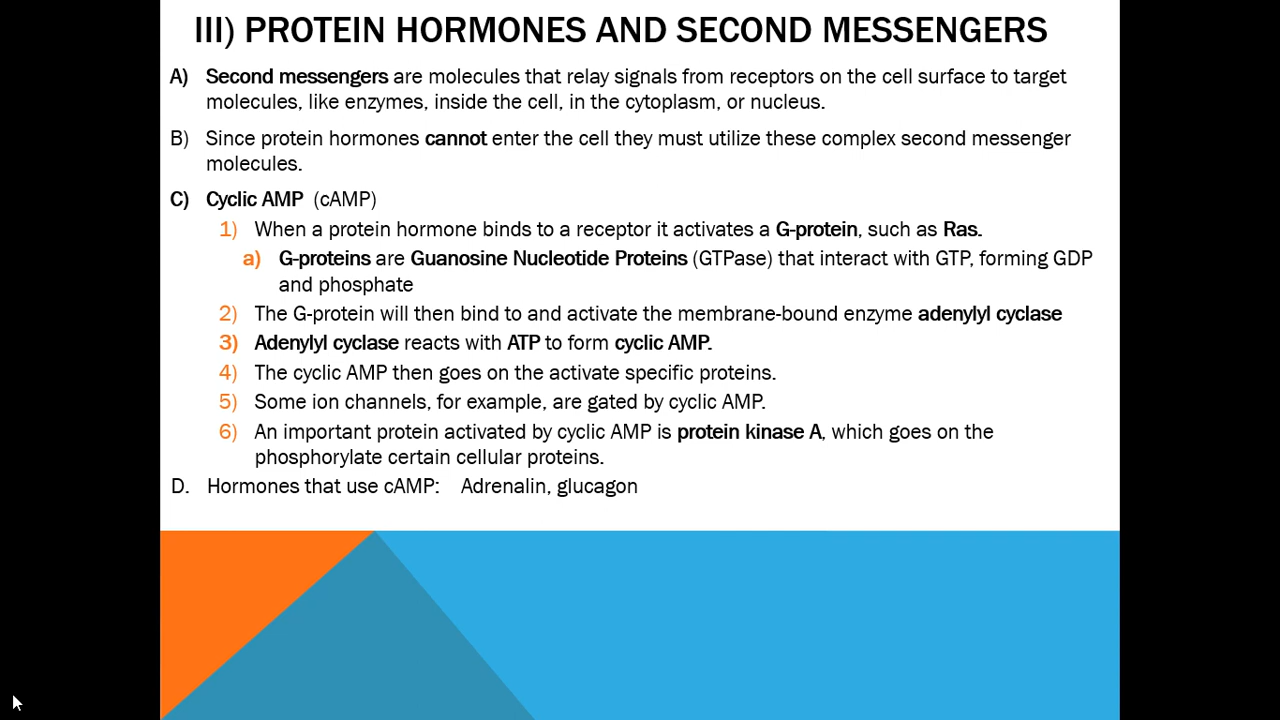 III) PROTEIN HORMONES AND SECOND MESSENGERS
A) Second messengers are molecules that relay signals from receptors on the cell surface to target
molecules, like enzymes, inside the cell, in the cytoplasm, or nucleus.
B) Since protein hormones cannot enter the cell they must utilize these complex second messenger
molecules.
C) Cyclic AMP (cAMP)
1) When a protein hormone binds to a receptor it activates a G-protein, such as Ras.
a) G-proteins are Guanosine Nucleotide Proteins (GTPase) that interact with GTP, forming GDP
and phosphate
2) The G-protein will then bind to and activate the membrane-bound enzyme adenylyl cyclase
3) Adenylyl cyclase reacts with ATP to form cyclic AMP.
4) The cyclic AMP then goes on the activate specific proteins.
5) Some ion channels, for example, are gated by cyclic AMP.
6) An important protein activated by cyclic AMP is protein kinase A, which goes on the
phosphorylate certain cellular proteins.
D. Hormones that use cAMP: Adrenalin, glucagon